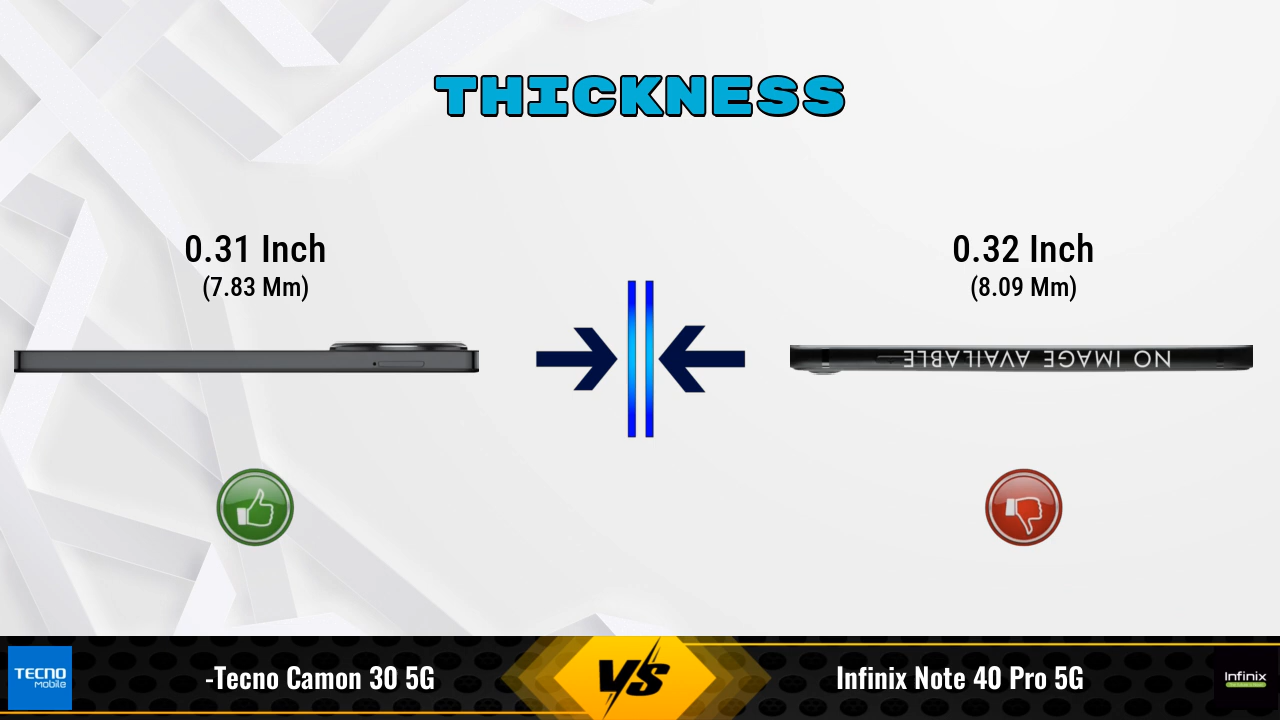 THICKNESS
0.31 Inch
(7.83 Mm)
0.32 Inch
(8.09 Mm)
NO IMAGE AVAILABLE
TECNO
mobile
-Tecno Camon 30 5G
VS
Infinix Note 40 Pro 5G
Infinix